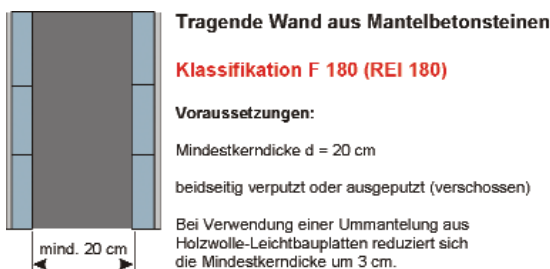 Tragende Wand aus Mantelbetonsteinen
Klassifikation F 180 (REI 180)
Voraussetzungen:
Mindestkerndicke d = 20 cm
beidseitig verputzt oder ausgeputzt (verschossen)
Bei Verwendung einer Ummantelung aus
Holzwolle-Leichtbauplatten reduziert sich
die Mindestkerndicke um 3 cm.
mind. 20 cm